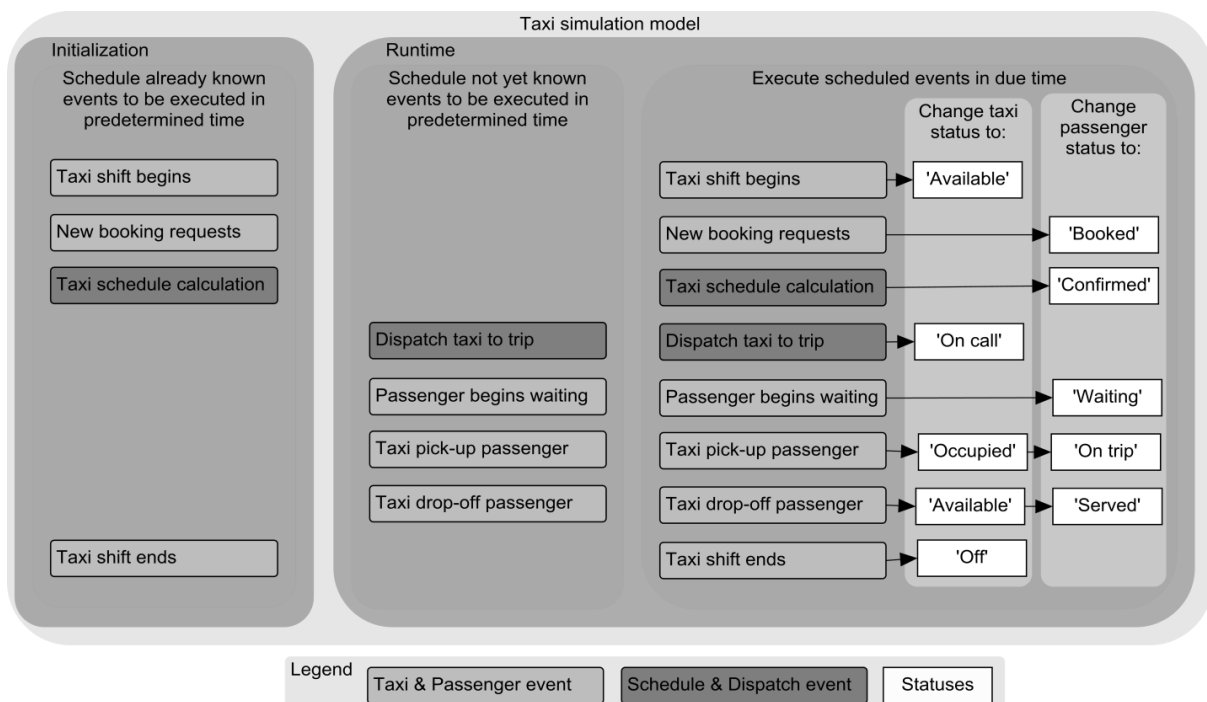 Taxi simulation model
Initialization
Schedule already known
events to be executed in
predetermined time
Taxi shift begins
New booking requests
Taxi schedule calculation
Taxi shift ends
Runtime
Schedule not yet known
events to be executed in
predetermined time
Dispatch taxi to trip
Passenger begins waiting
Taxi pick-up passenger
Taxi drop-off passenger
Execute scheduled events in due time
Change taxi
status to:
Change
passenger
status to:
Taxi shift begins
'Available'
New booking requests
'Booked'
Taxi schedule calculation
'Confirmed'
Dispatch taxi to trip
'On call'
Passenger begins waiting
'Waiting'
Taxi pick-up passenger
'Occupied'
'On trip'
Taxi drop-off passenger
'Available'
'Served'
Taxi shift ends
'Off'
Legend
Taxi & Passenger event
Schedule & Dispatch event
Statuses